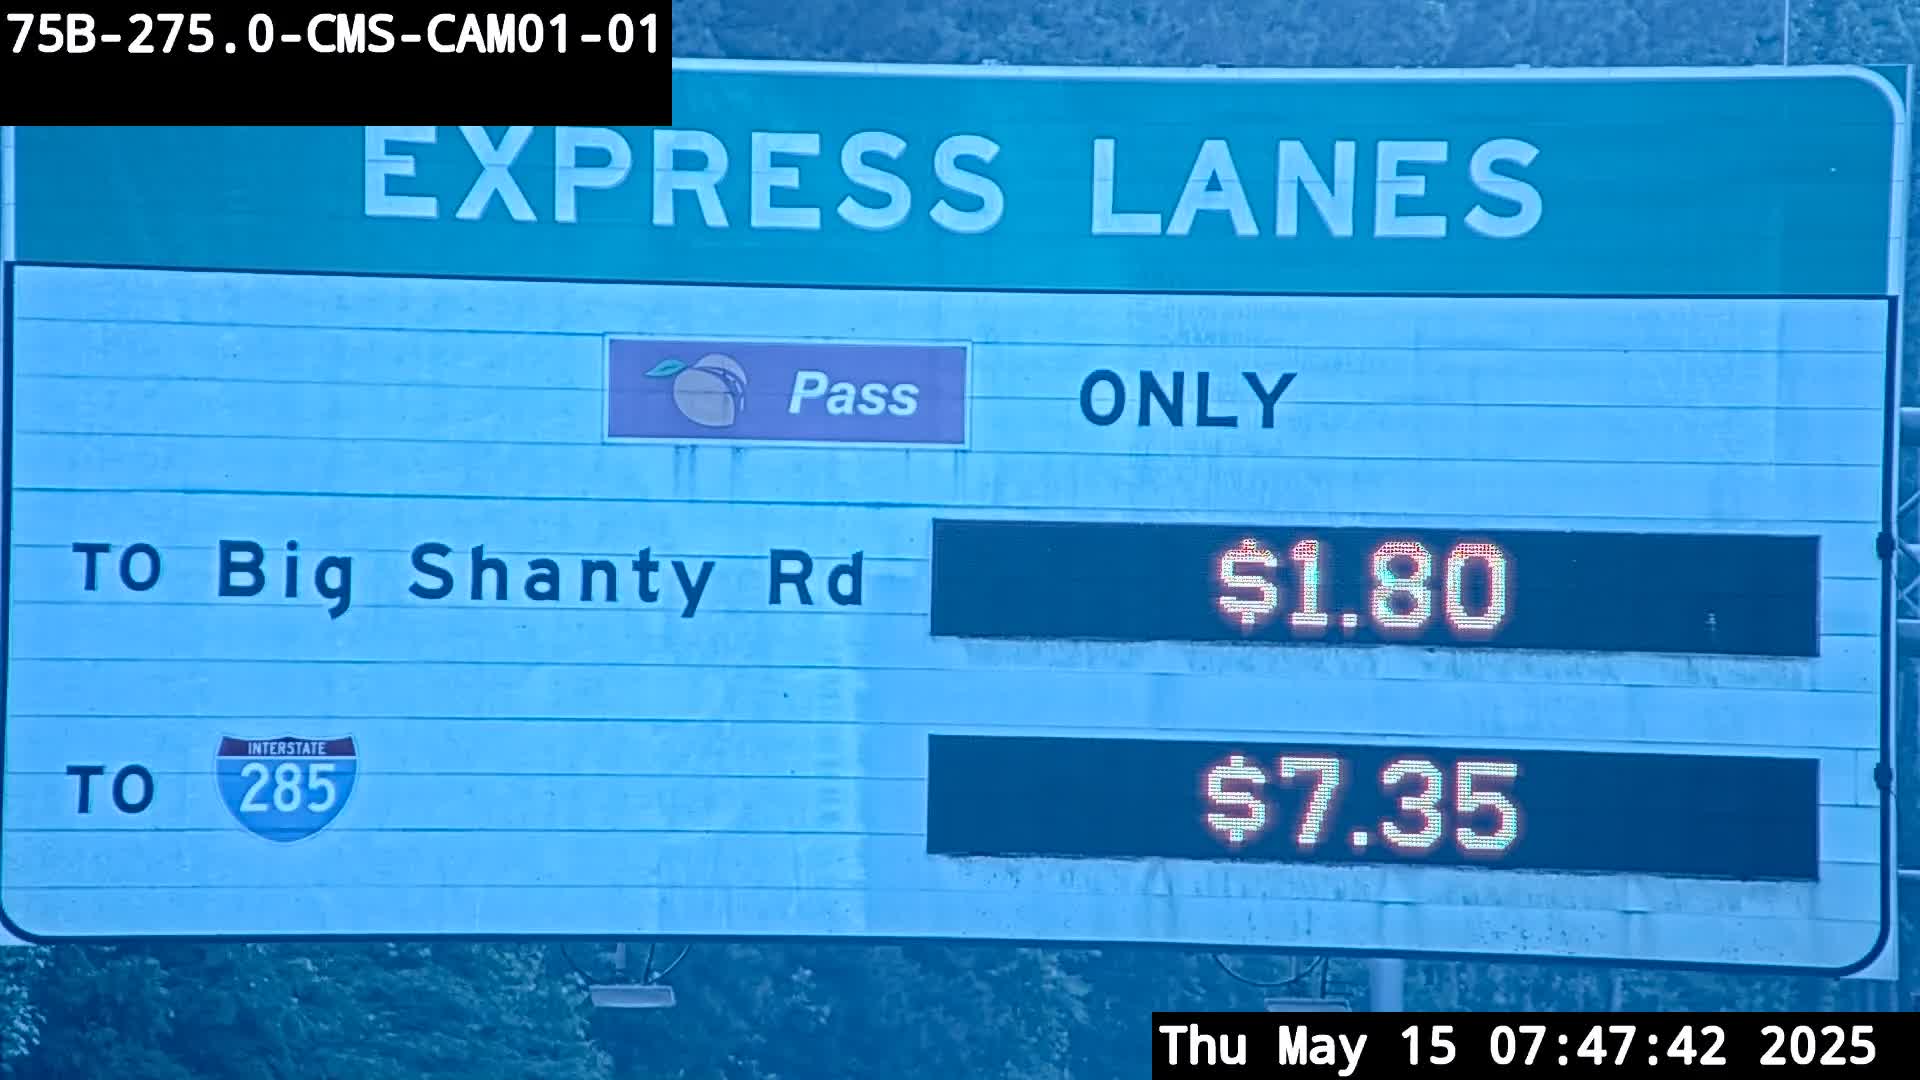 75B-275.0-CMS-CAM01-01
EXPRESS LANES
Pass ONLY
TO Big Shanty Rd $1.80
INTERSTATE
TO 285 $7.35
Thu May 15 07:47:42 2025